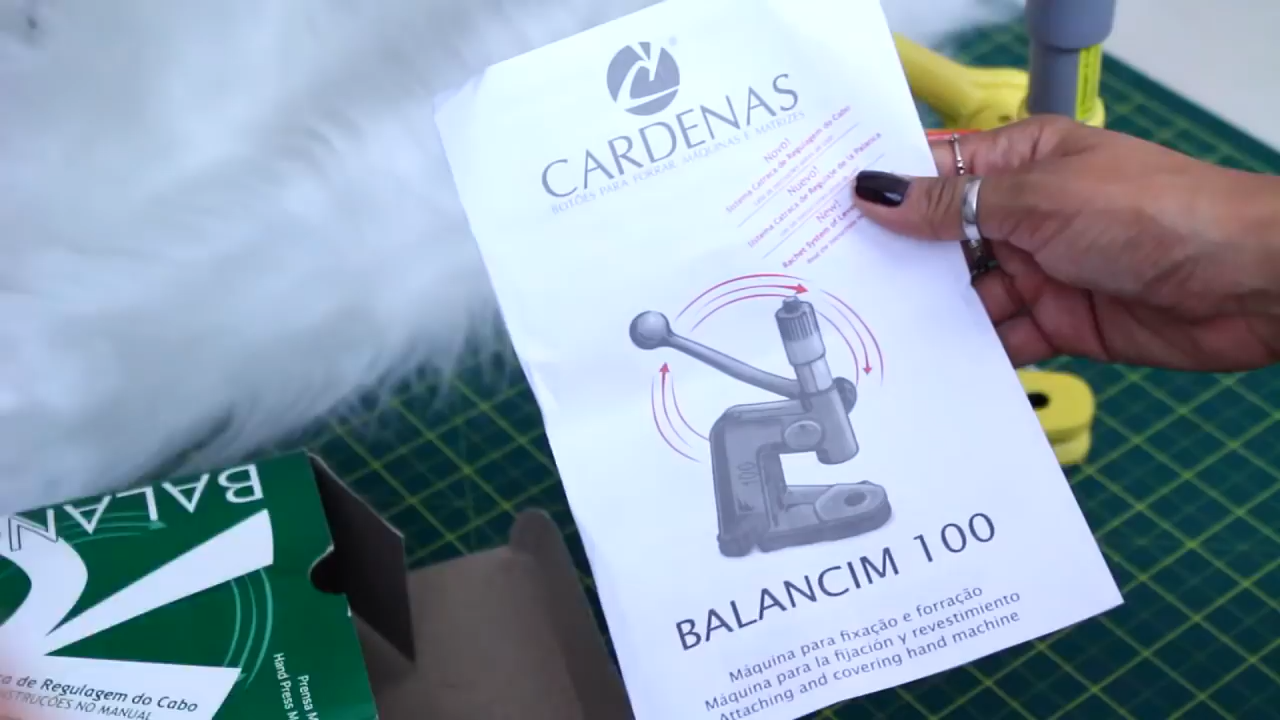 CARDENAS
BOTÕES PARA FORRAR, MÁQUINAS E MATRIZES
Novo!
Sistema Catraca de Regulagem do Cabo
Nuevo!
Sistema Catraca de Regulaje de la Palanca
New!
Rachet System of
100
BALANCIM 100
Máquina para fixação e forração
Máquina para la fijación y revestimiento
Attaching and covering hand machine
BALAN
de Regulagem do Cabo
INSTRUÇÕES NO MANUAL
Prensa M
Hand Press M